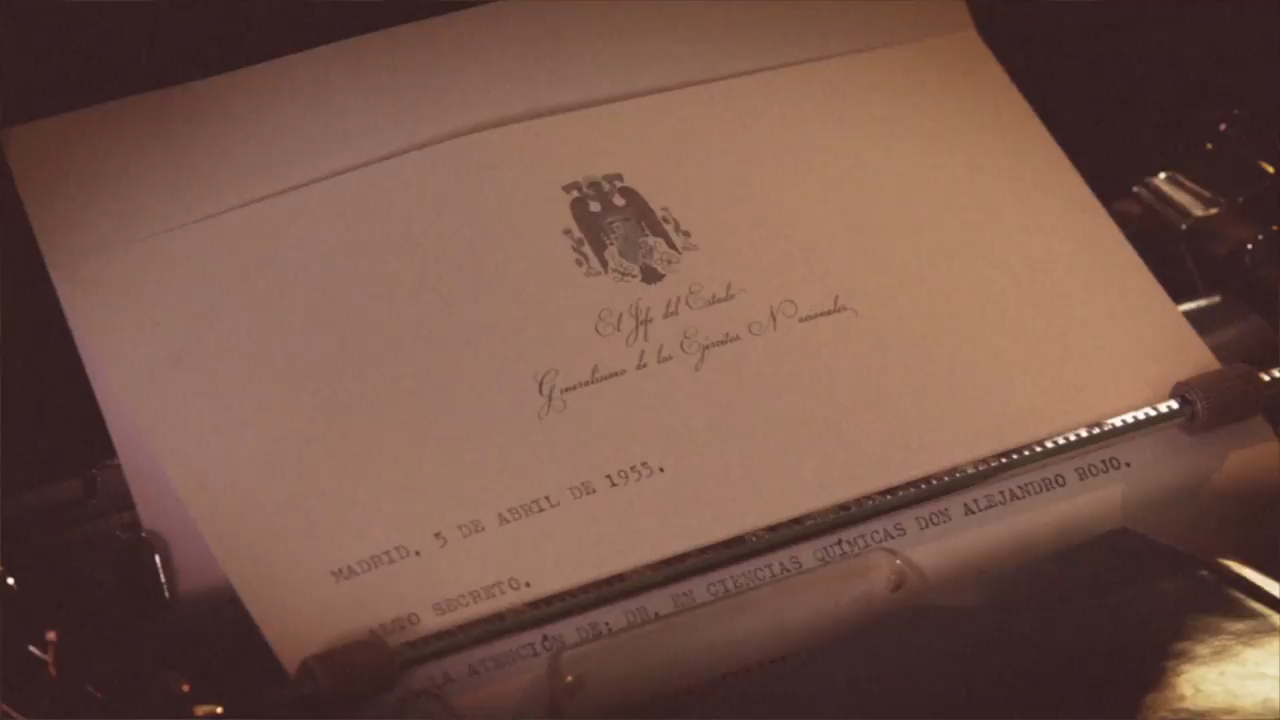 El Jefe del Estado
Generalísimo de los Ejércitos Nacionales
MADRID, 5 DE ABRIL DE 1955.
ALTO SECRETO.
LA ATENCIÓN DE: DR. EN CIENCIAS QUÍMICAS DON ALEJANDRO ROJO.